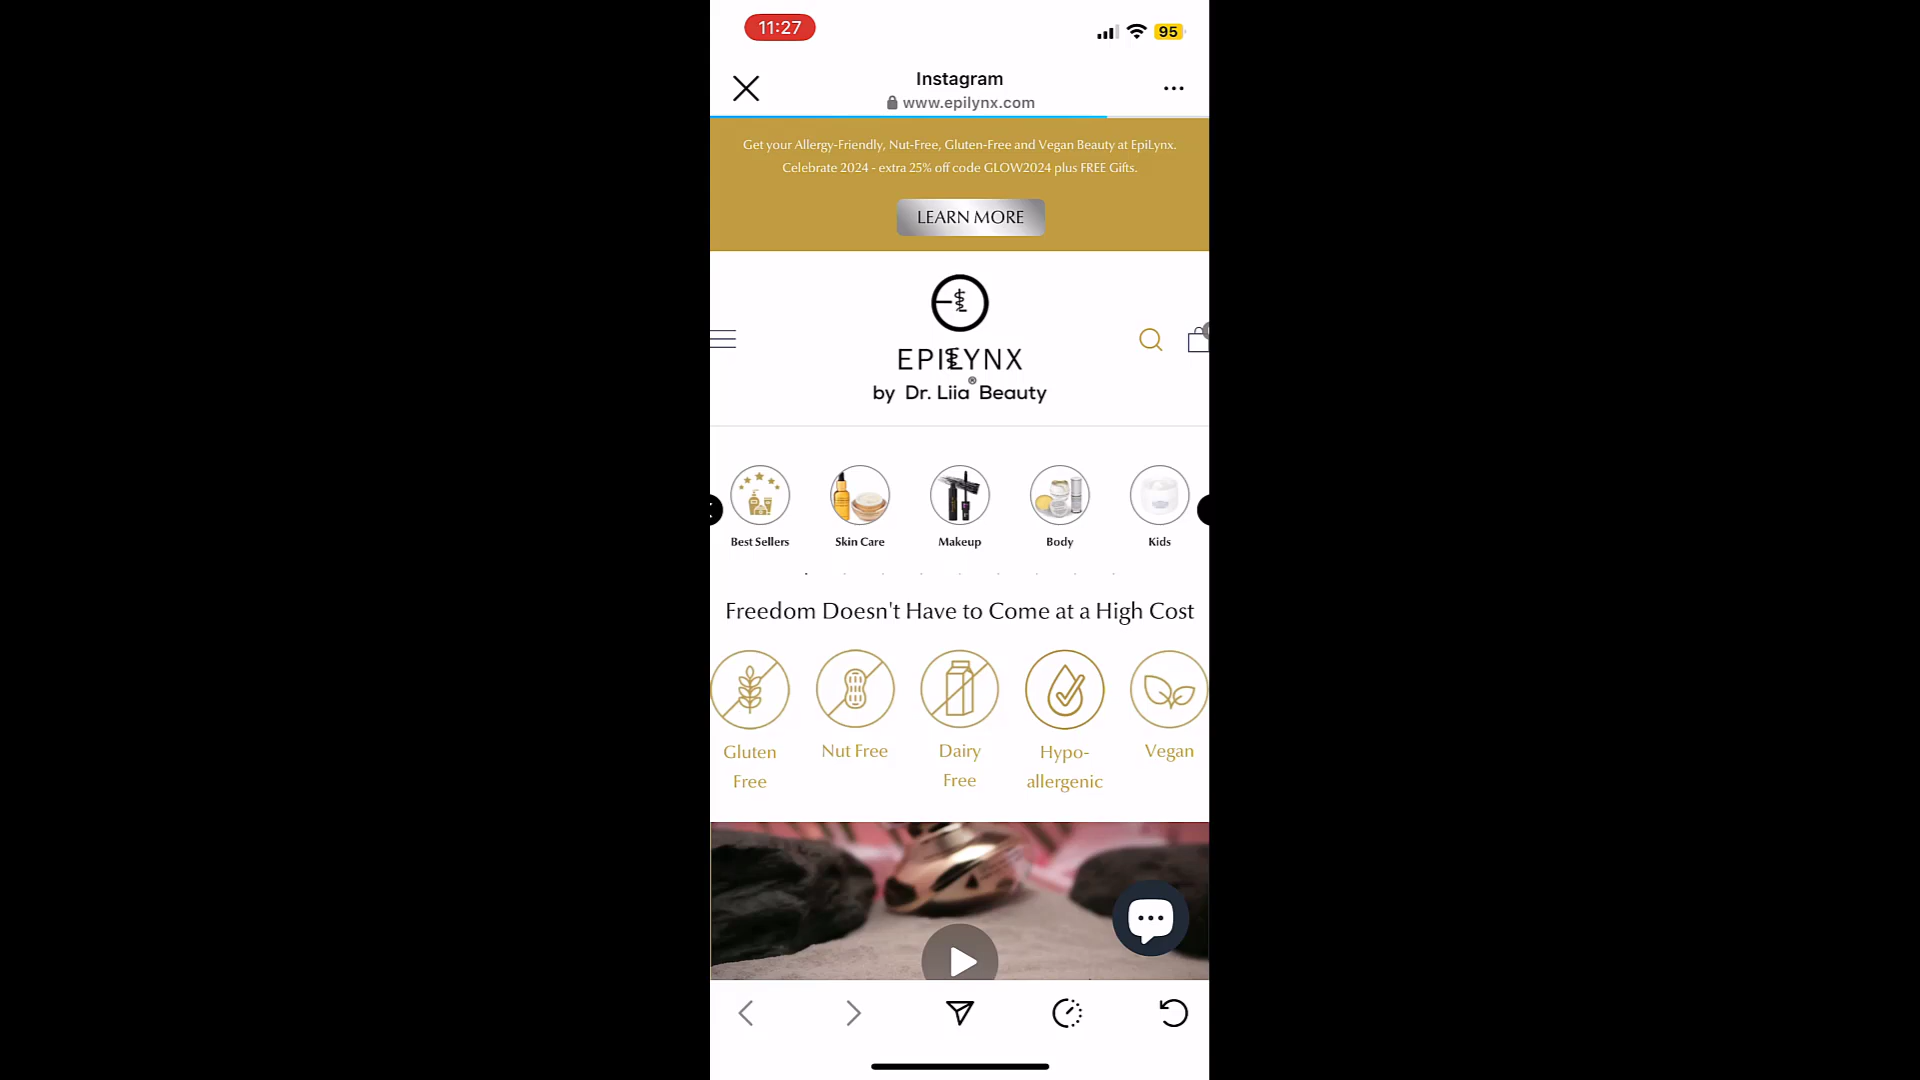 11:27
95
Instagram
www.epilynx.com
Get your Allergy-Friendly, Nut-Free, Gluten-Free and Vegan Beauty at EpiLynx.
Celebrate 2024 - extra 25% off code GLOW2024 plus FREE Gifts.
LEARN MORE
EPILYNX
by Dr. Liia® Beauty
Best Sellers
Skin Care
Makeup
Body
Kids
Freedom Doesn't Have to Come at a High Cost
Gluten
Free
Nut Free
Dairy
Free
Hypo-
allergenic
Vegan